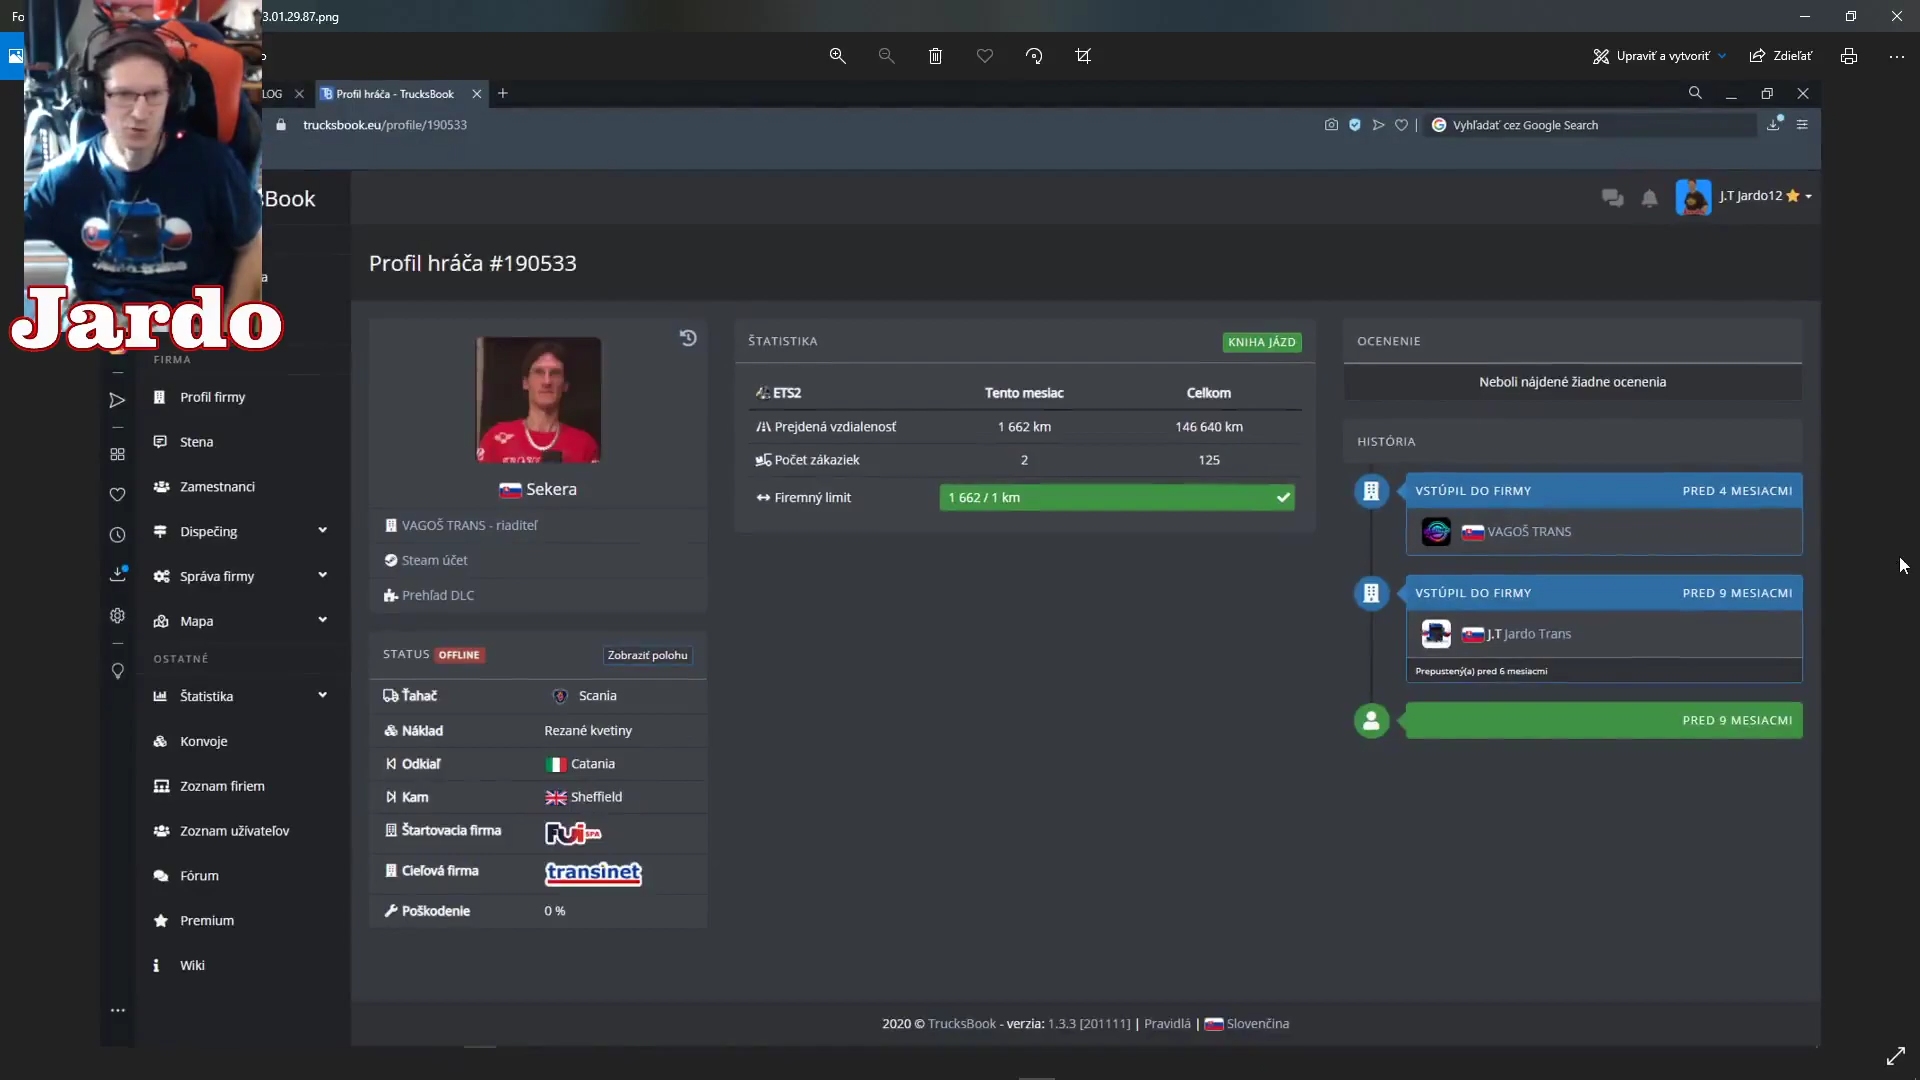 3.01.29.87.png
Upraviť a vytvoriť
Zdieľať
LOG
Profil hráča - TrucksBook
trucksbook.eu/profile/190533
Vyhľadať cez Google Search
sBook
J.T Jardo12
Profil hráča #190533
Jardo
FIRMA
Profil firmy
Stena
Zamestnanci
Dispečing
Správa firmy
Mapa
OSTATNÉ
Štatistika
Konvoje
Zoznam firiem
Zoznam užívateľov
Fórum
Premium
Wiki
Sekera
VAGOŠ TRANS - riaditeľ
Steam účet
Prehľad DLC
STATUS OFFLINE
Zobraziť polohu
Ťahač Scania
Náklad Rezané kvetiny
Odkiaľ Catania
Kam Sheffield
Štartovacia firma Fui SPA
Cieľová firma transinet
Poškodenie 0 %
ŠTATISTIKA
KNIHA JÁZD
ETS2 Tento mesiac Celkom
Prejdená vzdialenosť 1 662 km 146 640 km
Počet zákaziek 2 125
Firemný limit 1 662 / 1 km
OCENENIE
Neboli nájdené žiadne ocenenia
HISTÓRIA
VSTÚPIL DO FIRMY PRED 4 MESIACMI
VAGOŠ TRANS
VSTÚPIL DO FIRMY PRED 9 MESIACMI
J.T Jardo Trans
Prepustený(a) pred 6 mesiacmi
PRED 9 MESIACMI
2020 © TrucksBook - verzia: 1.3.3 [201111] | Pravidlá | Slovenčina